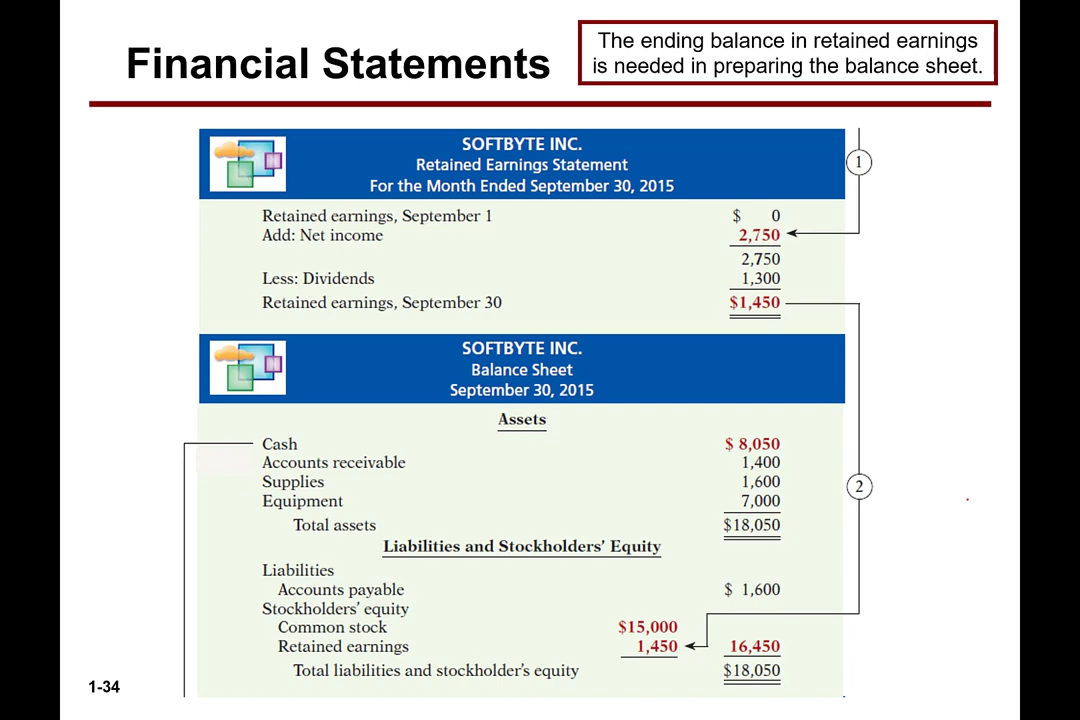 Financial Statements
The ending balance in retained earnings
is needed in preparing the balance sheet.
SOFTBYTE INC.
Retained Earnings Statement
For the Month Ended September 30, 2015
1
Retained earnings, September 1 $ 0
Add: Net income 2,750
2,750
Less: Dividends 1,300
Retained earnings, September 30 $1,450
SOFTBYTE INC.
Balance Sheet
September 30, 2015
Assets
Cash $ 8,050
Accounts receivable 1,400
Supplies 1,600
2
Equipment 7,000
Total assets $18,050
Liabilities and Stockholders' Equity
Liabilities
Accounts payable $ 1,600
Stockholders' equity
Common stock $15,000
Retained earnings 1,450 16,450
Total liabilities and stockholder's equity $18,050
1-34